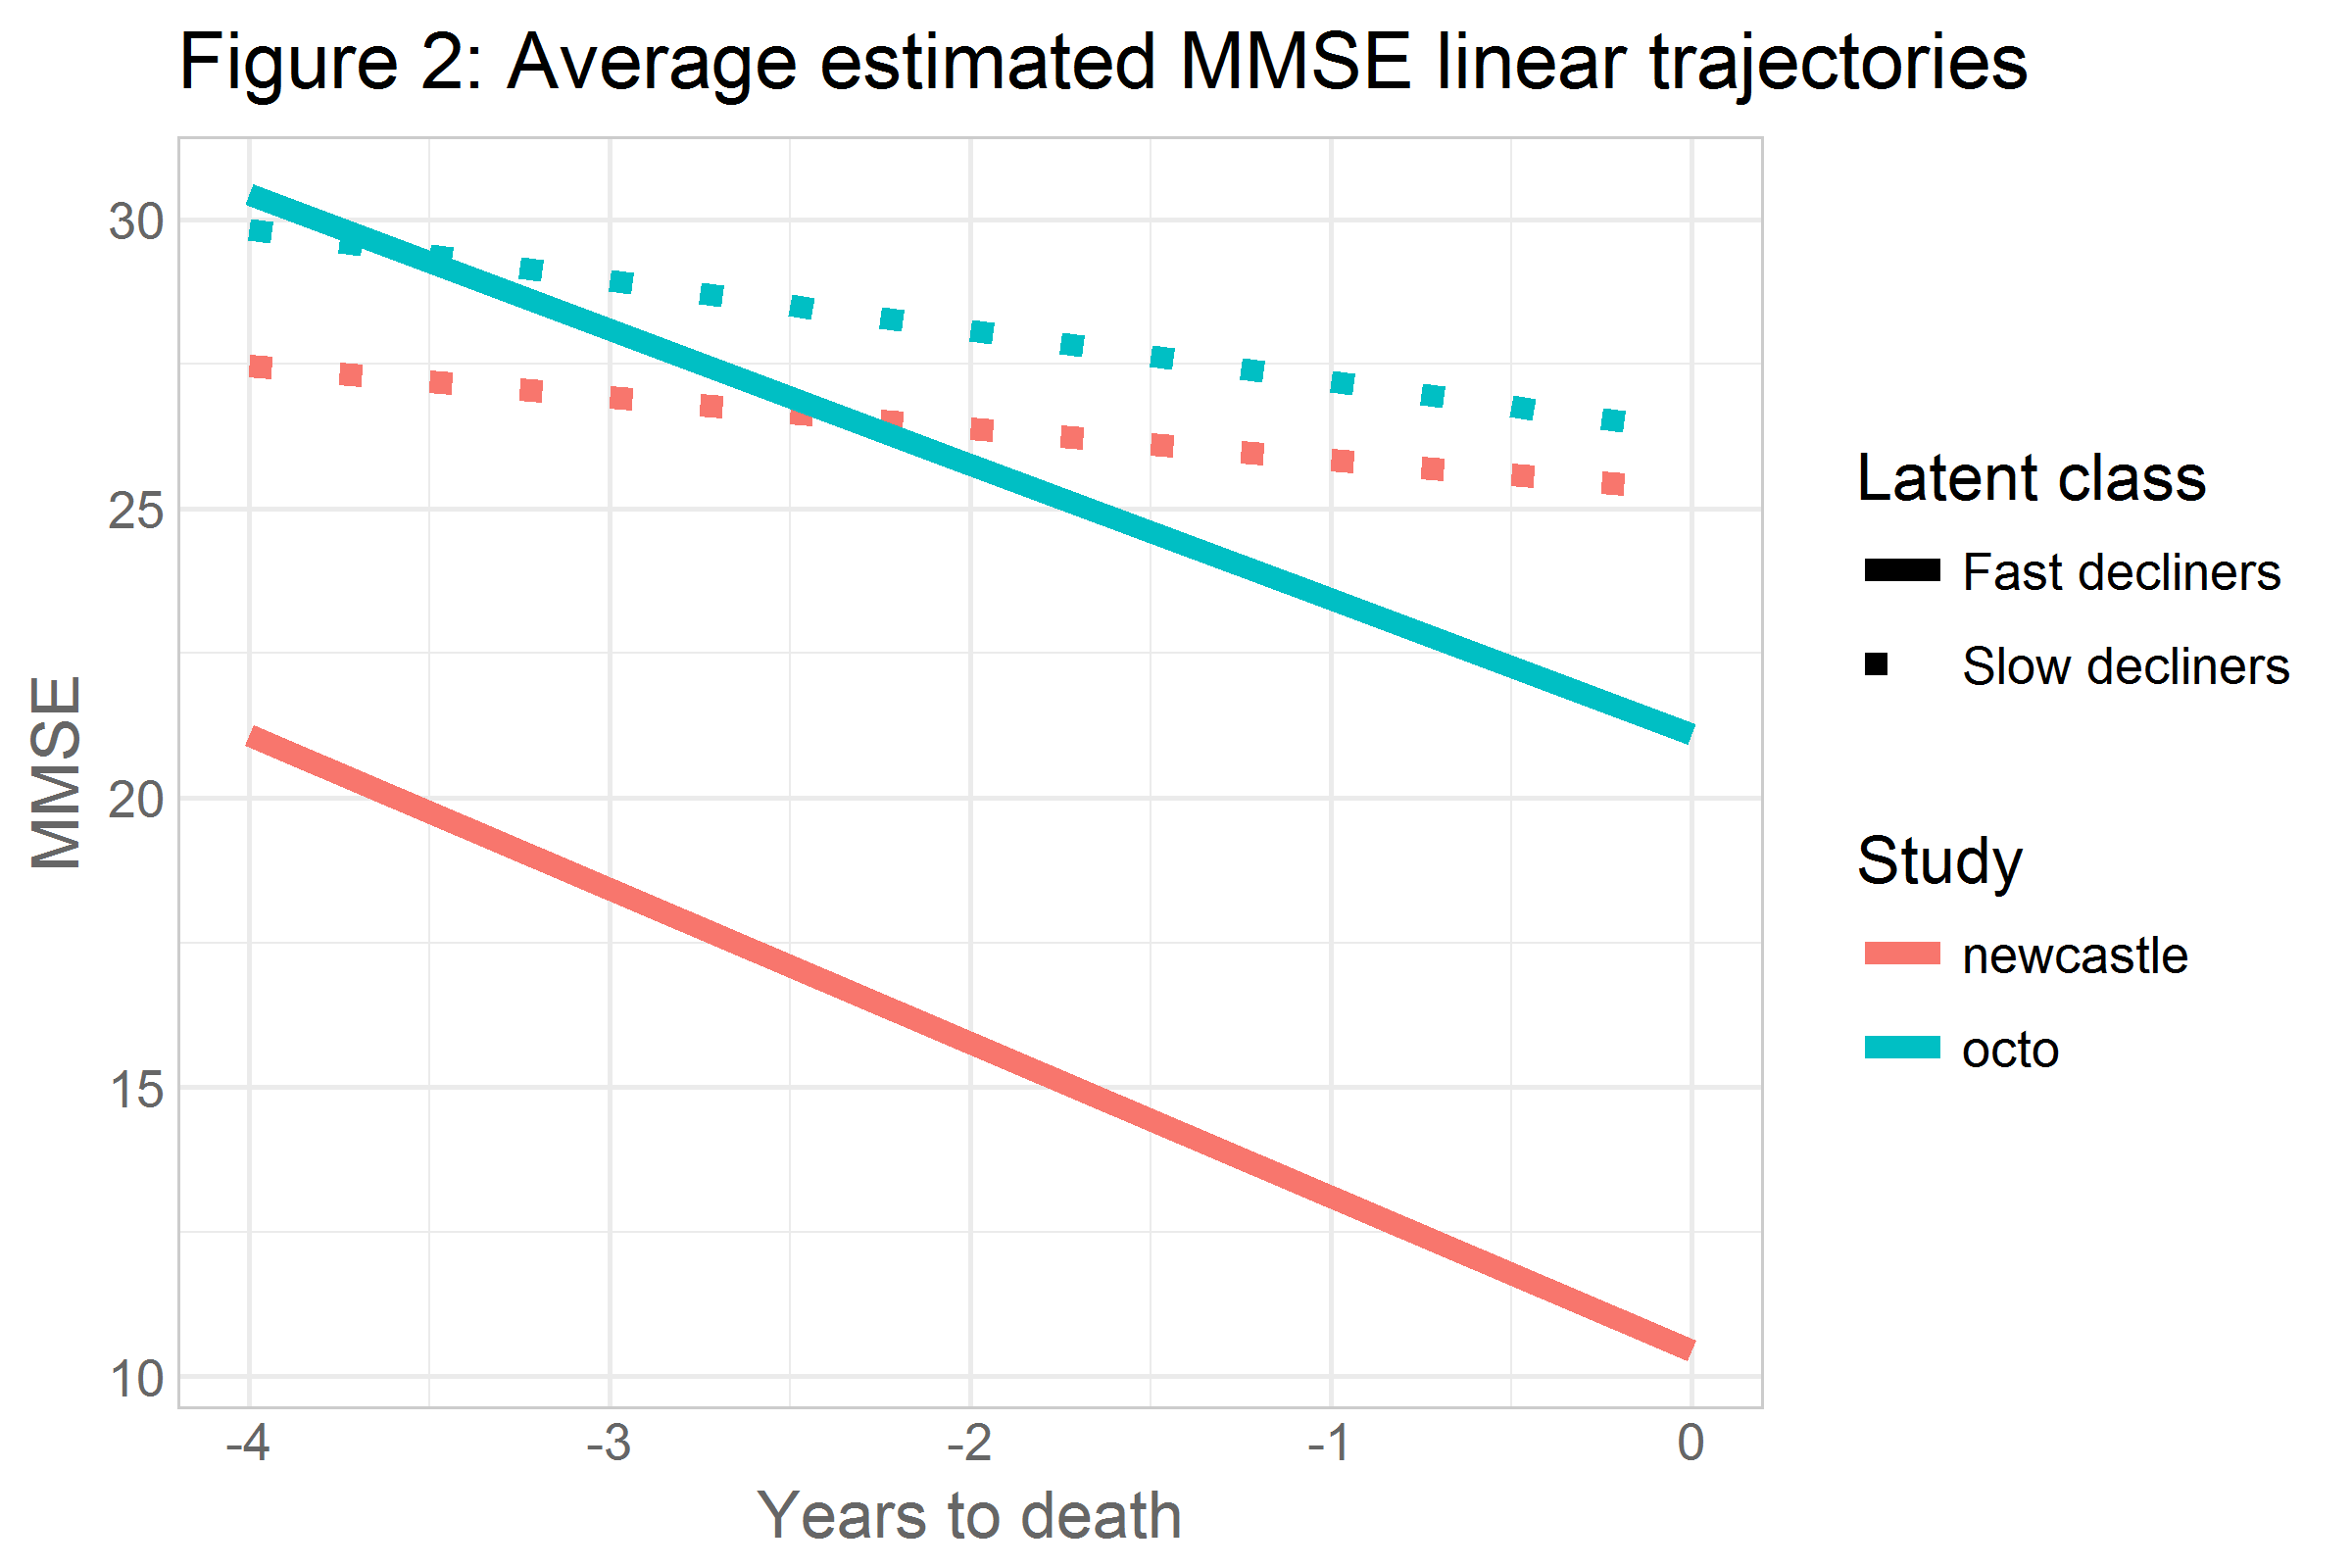 Figure 2: Average estimated MMSE linear trajectories
30
25
20
15
10
MMSE
-4
-3
-2
-1
0
Years to death
Latent class
Fast decliners
Slow decliners
Study
newcastle
octo